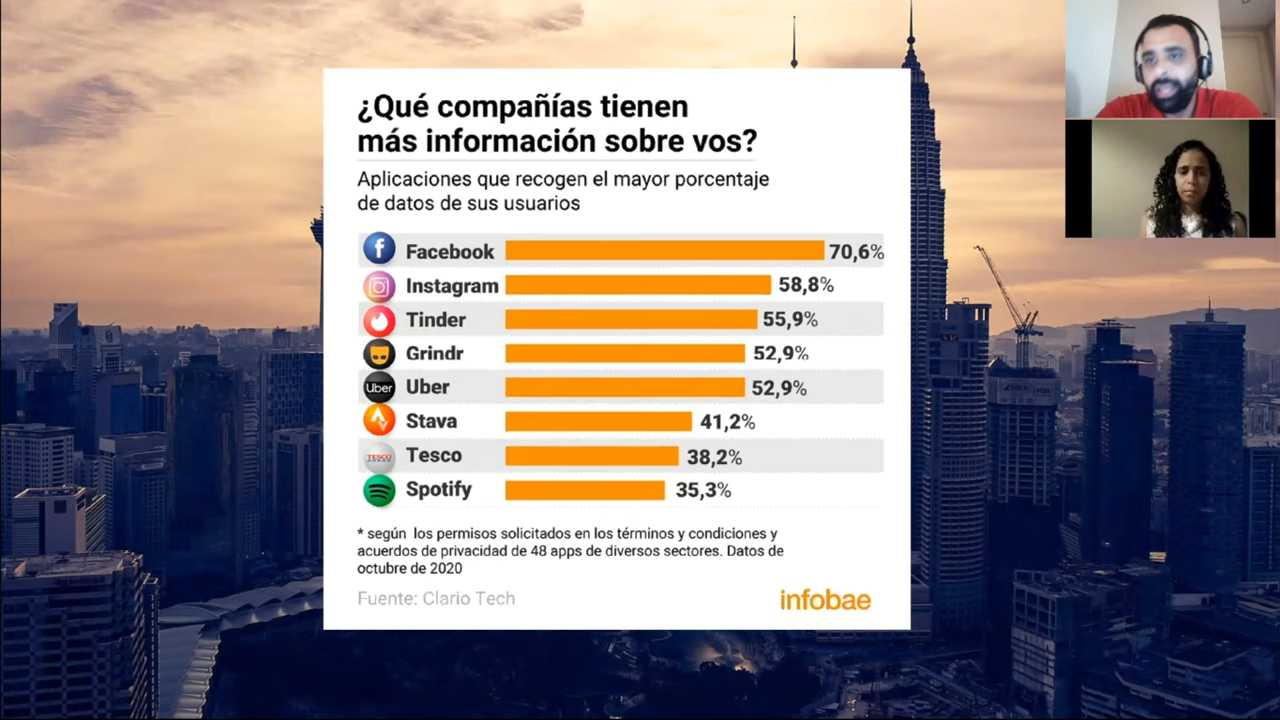 ¿Qué compañías tienen
más información sobre vos?
Aplicaciones que recogen el mayor porcentaje
de datos de sus usuarios
Facebook 70,6%
Instagram 58,8%
Tinder 55,9%
Grindr 52,9%
Uber Uber 52,9%
Stava 41,2%
TESCO Tesco 38,2%
Spotify 35,3%
* según los permisos solicitados en los términos y condiciones y
acuerdos de privacidad de 48 apps de diversos sectores. Datos de
octubre de 2020
Fuente: Clario Tech
infobae